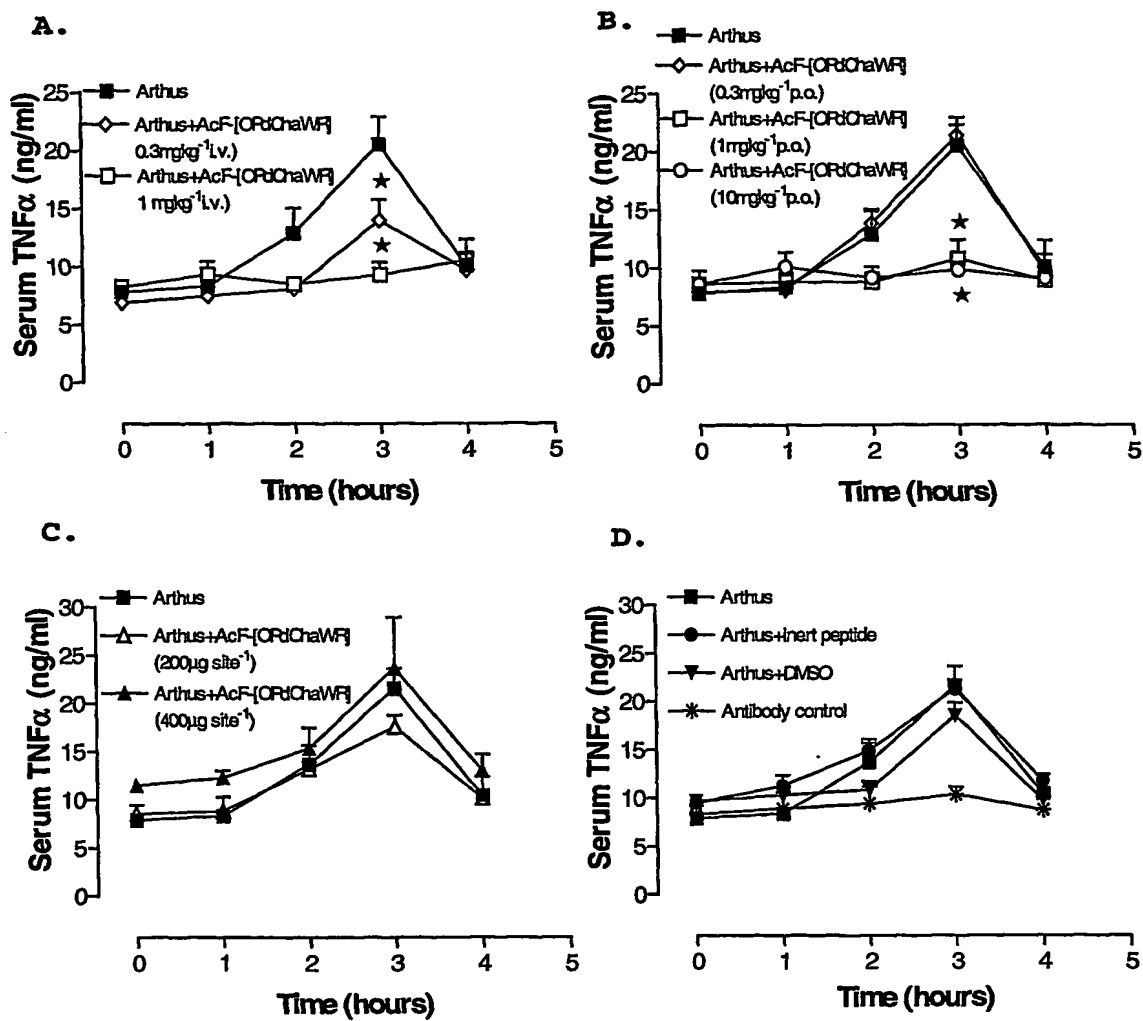 A.
Arthus
Arthus+AcF-[OPdChaWR]
0.3mgkg⁻¹i.v.)
Arthus+AcF-[OPdChaWR]
1 mgkg⁻¹i.v.)
Serum TNFα (ng/ml)
25
20
15
10
5
0
0 1 2 3 4 5
Time (hours)
B.
Arthus
Arthus+AcF-[OPdChaWR]
(0.3mgkg⁻¹p.o.)
Arthus+AcF-[OPdChaWR]
(1mgkg⁻¹p.o.)
Arthus+AcF-[OPdChaWR]
(10mgkg⁻¹p.o.)
Serum TNFα (ng/ml)
25
20
15
10
5
0
0 1 2 3 4 5
Time (hours)
C.
Arthus
Arthus+AcF-[OPdChaWR]
(200µg site⁻¹)
Arthus+AcF-[OPdChaWR]
(400µg site⁻¹)
Serum TNFα (ng/ml)
30
25
20
15
10
5
0
0 1 2 3 4 5
Time (hours)
D.
Arthus
Arthus+Inert peptide
Arthus+DMSO
Antibody control
Serum TNFα (ng/ml)
30
25
20
15
10
5
0
0 1 2 3 4 5
Time (hours)